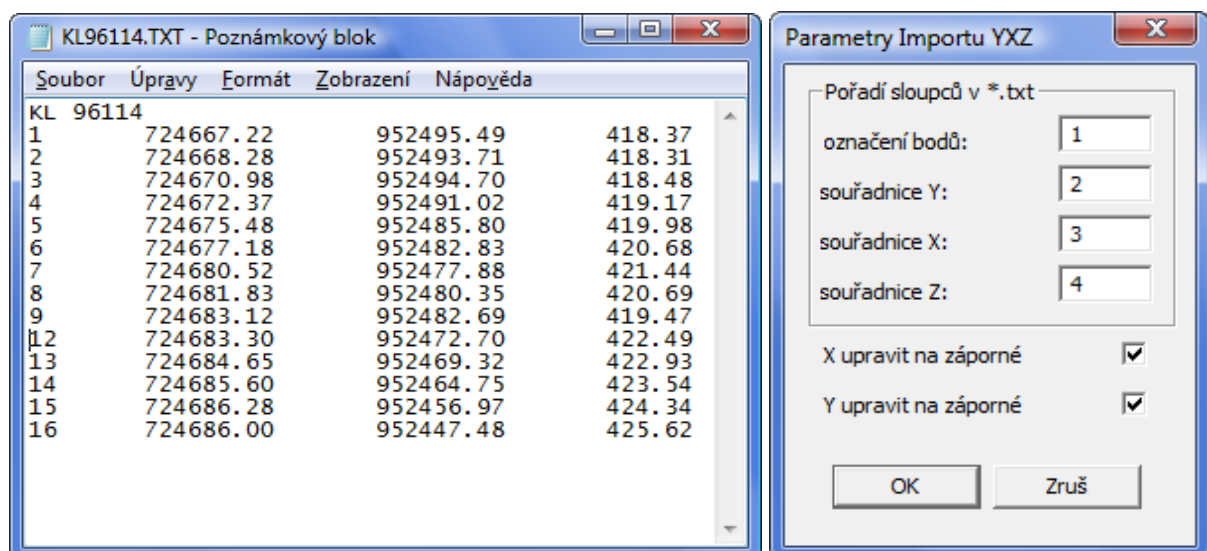 KL96114.TXT - Poznámkový blok
Soubor Úpravy Formát Zobrazení Nápověda
KL 96114
1 724667.22 952495.49 418.37
2 724668.28 952493.71 418.31
3 724670.98 952494.70 418.48
4 724672.37 952491.02 419.17
5 724675.48 952485.80 419.98
6 724677.18 952482.83 420.68
7 724680.52 952477.88 421.44
8 724681.83 952480.35 420.69
9 724683.12 952482.69 419.47
12 724683.30 952472.70 422.49
13 724684.65 952469.32 422.93
14 724685.60 952464.75 423.54
15 724686.28 952456.97 424.34
16 724686.00 952447.48 425.62
Parametry Importu YXZ
Pořadí sloupců v *.txt
označení bodů: 1
souřadnice Y: 2
souřadnice X: 3
souřadnice Z: 4
X upravit na záporné
Y upravit na záporné
OK Zruš